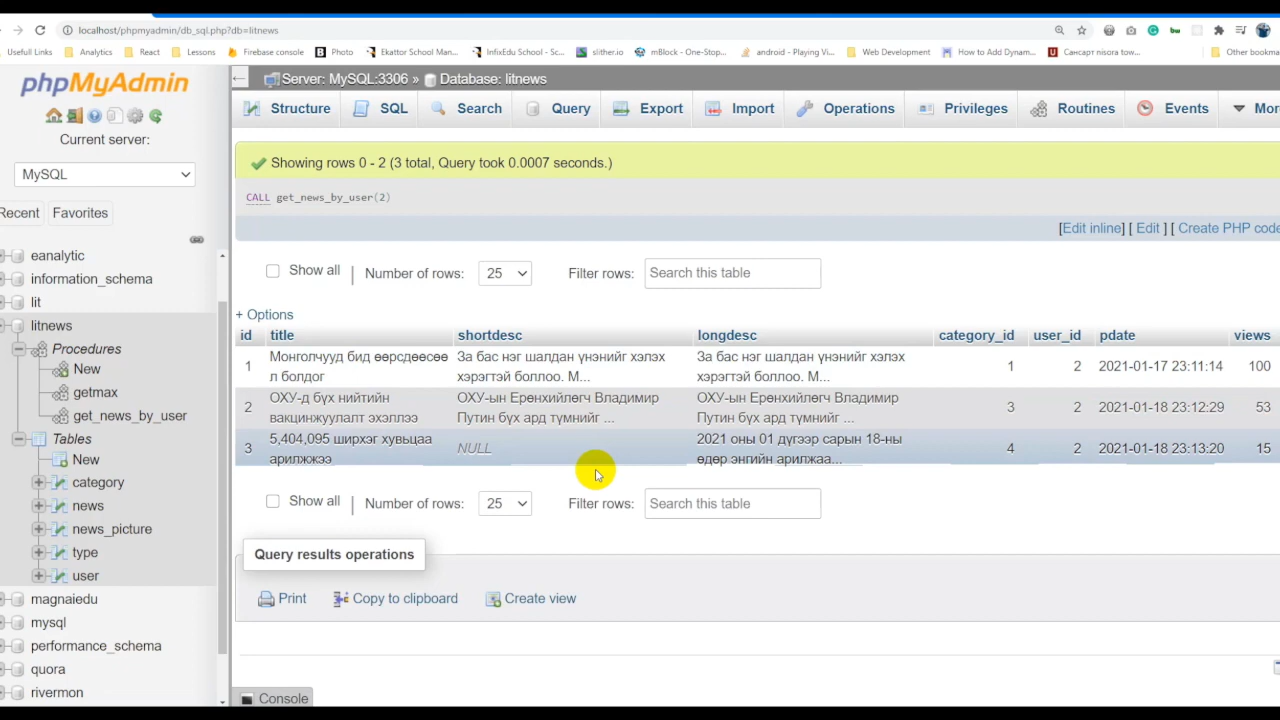 localhost/phpmyadmin/db_sql.php?db=litnews
Usefull Links Analytics React Lessons Firebase console Photo Ekattor School Man... InfixEdu School - Sc... slither.io mBlock - One-Stop... android - Playing Vi... Web Development How to Add Dynam... Сансарт nisora tow... Other bookma
phpMyAdmin
Current server:
MySQL
Recent Favorites
eanalytic
information_schema
lit
litnews
Procedures
New
getmax
get_news_by_user
Tables
New
category
news
news_picture
type
user
magnaiedu
mysql
performance_schema
quora
rivermon
Server: MySQL:3306 » Database: litnews
Structure SQL Search Query Export Import Operations Privileges Routines Events Mor
Showing rows 0 - 2 (3 total, Query took 0.0007 seconds.)
CALL get_news_by_user(2)
[Edit inline] [ Edit ] [ Create PHP code
Show all | Number of rows: 25 Filter rows: Search this table
+ Options
id title shortdesc longdesc category_id user_id pdate views
1 Монголчууд бид өөрсдөөсөө За бас нэг шалдан үнэнийг хэлэх За бас нэг шалдан үнэнийг хэлэх 1 2 2021-01-17 23:11:14 100
л болдог хэрэгтэй боллоо. М... хэрэгтэй боллоо. М...
2 ОХУ-д бүх нийтийн ОХУ-ын Ерөнхийлөгч Владимир ОХУ-ын Ерөнхийлөгч Владимир 3 2 2021-01-18 23:12:29 53
вакцинжуулалт эхэллээ Путин бүх ард түмнийг ... Путин бүх ард түмнийг ...
3 5,404,095 ширхэг хувьцаа NULL 2021 оны 01 дүгээр сарын 18-ны 4 2 2021-01-18 23:13:20 15
арилжжээ өдөр энгийн арилжаа...
Show all | Number of rows: 25 Filter rows: Search this table
Query results operations
Print Copy to clipboard Create view
Console